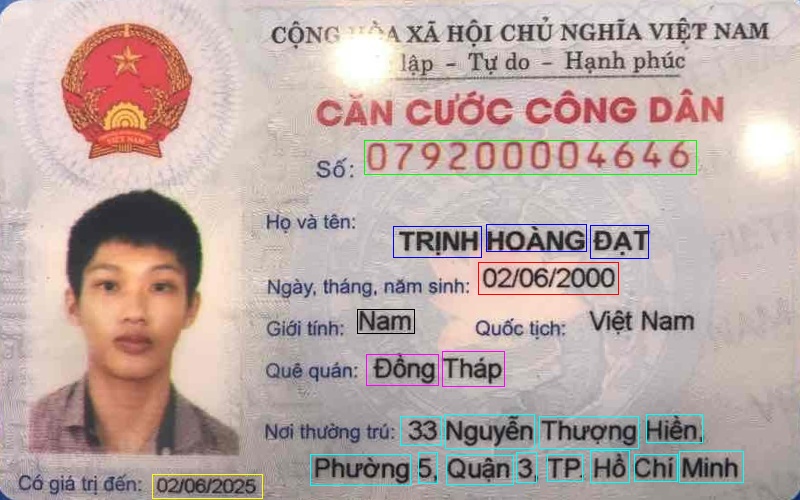 CỘNG HÒA XÃ HỘI CHỦ NGHĨA VIỆT NAM
lập - Tự do - Hạnh phúc
CĂN CƯỚC CÔNG DÂN
Số: 079200004646
Họ và tên:
TRỊNH HOÀNG ĐẠT
Ngày, tháng, năm sinh: 02/06/2000
Giới tính: Nam Quốc tịch: Việt Nam
Quê quán: Đồng Tháp
Nơi thường trú: 33 Nguyễn Thượng Hiền,
Phường 5, Quận 3, TP. Hồ Chí Minh
Có giá trị đến: 02/06/2025